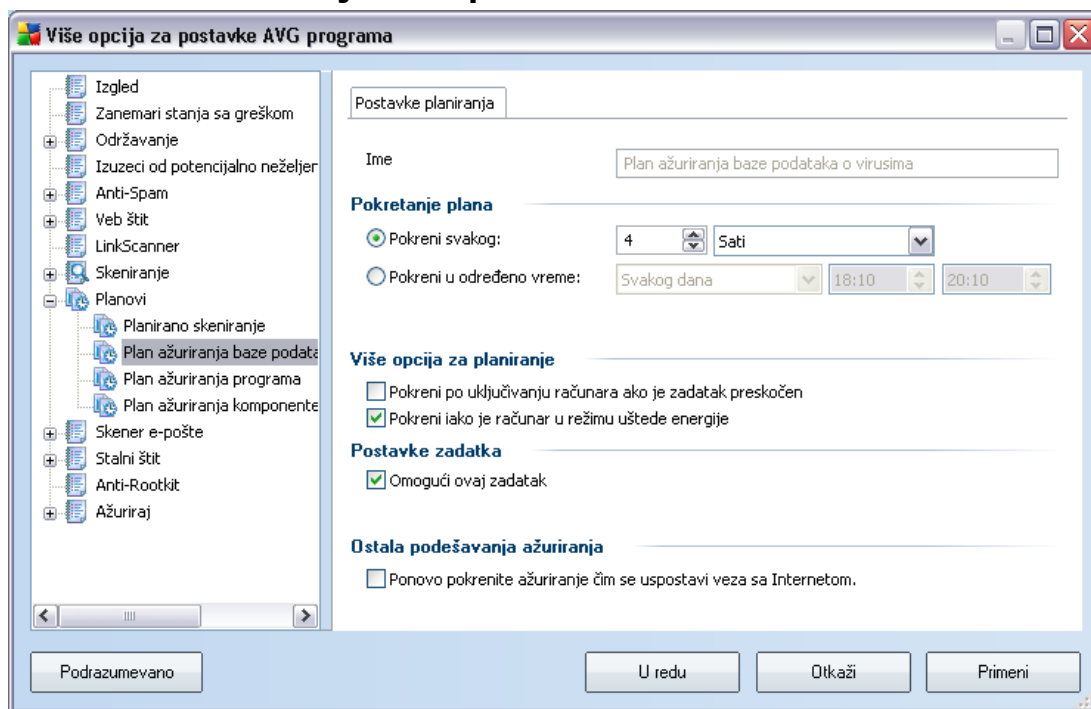 Više opcija za postavke AVG programa
Izgled
Zanemari stanja sa greškom
Održavanje
Izuzeci od potencijalno neželjer
Anti-Spam
Veb štit
LinkScanner
Skeniranje
Planovi
Planirano skeniranje
Plan ažuriranja baze podata
Plan ažuriranja programa
Plan ažuriranja komponente
Skener e-pošte
Stalni štit
Anti-Rootkit
Ažuriraj
Postavke planiranja
Ime Plan ažuriranja baze podataka o virusima
Pokretanje plana
Pokreni svakog: 4 Sati
Pokreni u određeno vreme: Svakog dana 18:10 20:10
Više opcija za planiranje
Pokreni po uključivanju računara ako je zadatak preskočen
Pokreni iako je računar u režimu uštede energije
Postavke zadatka
Omogući ovaj zadatak
Ostala podešavanja ažuriranja
Ponovo pokrenite ažuriranje čim se uspostavi veza sa Internetom.
Podrazumevano U redu Otkaži Primeni